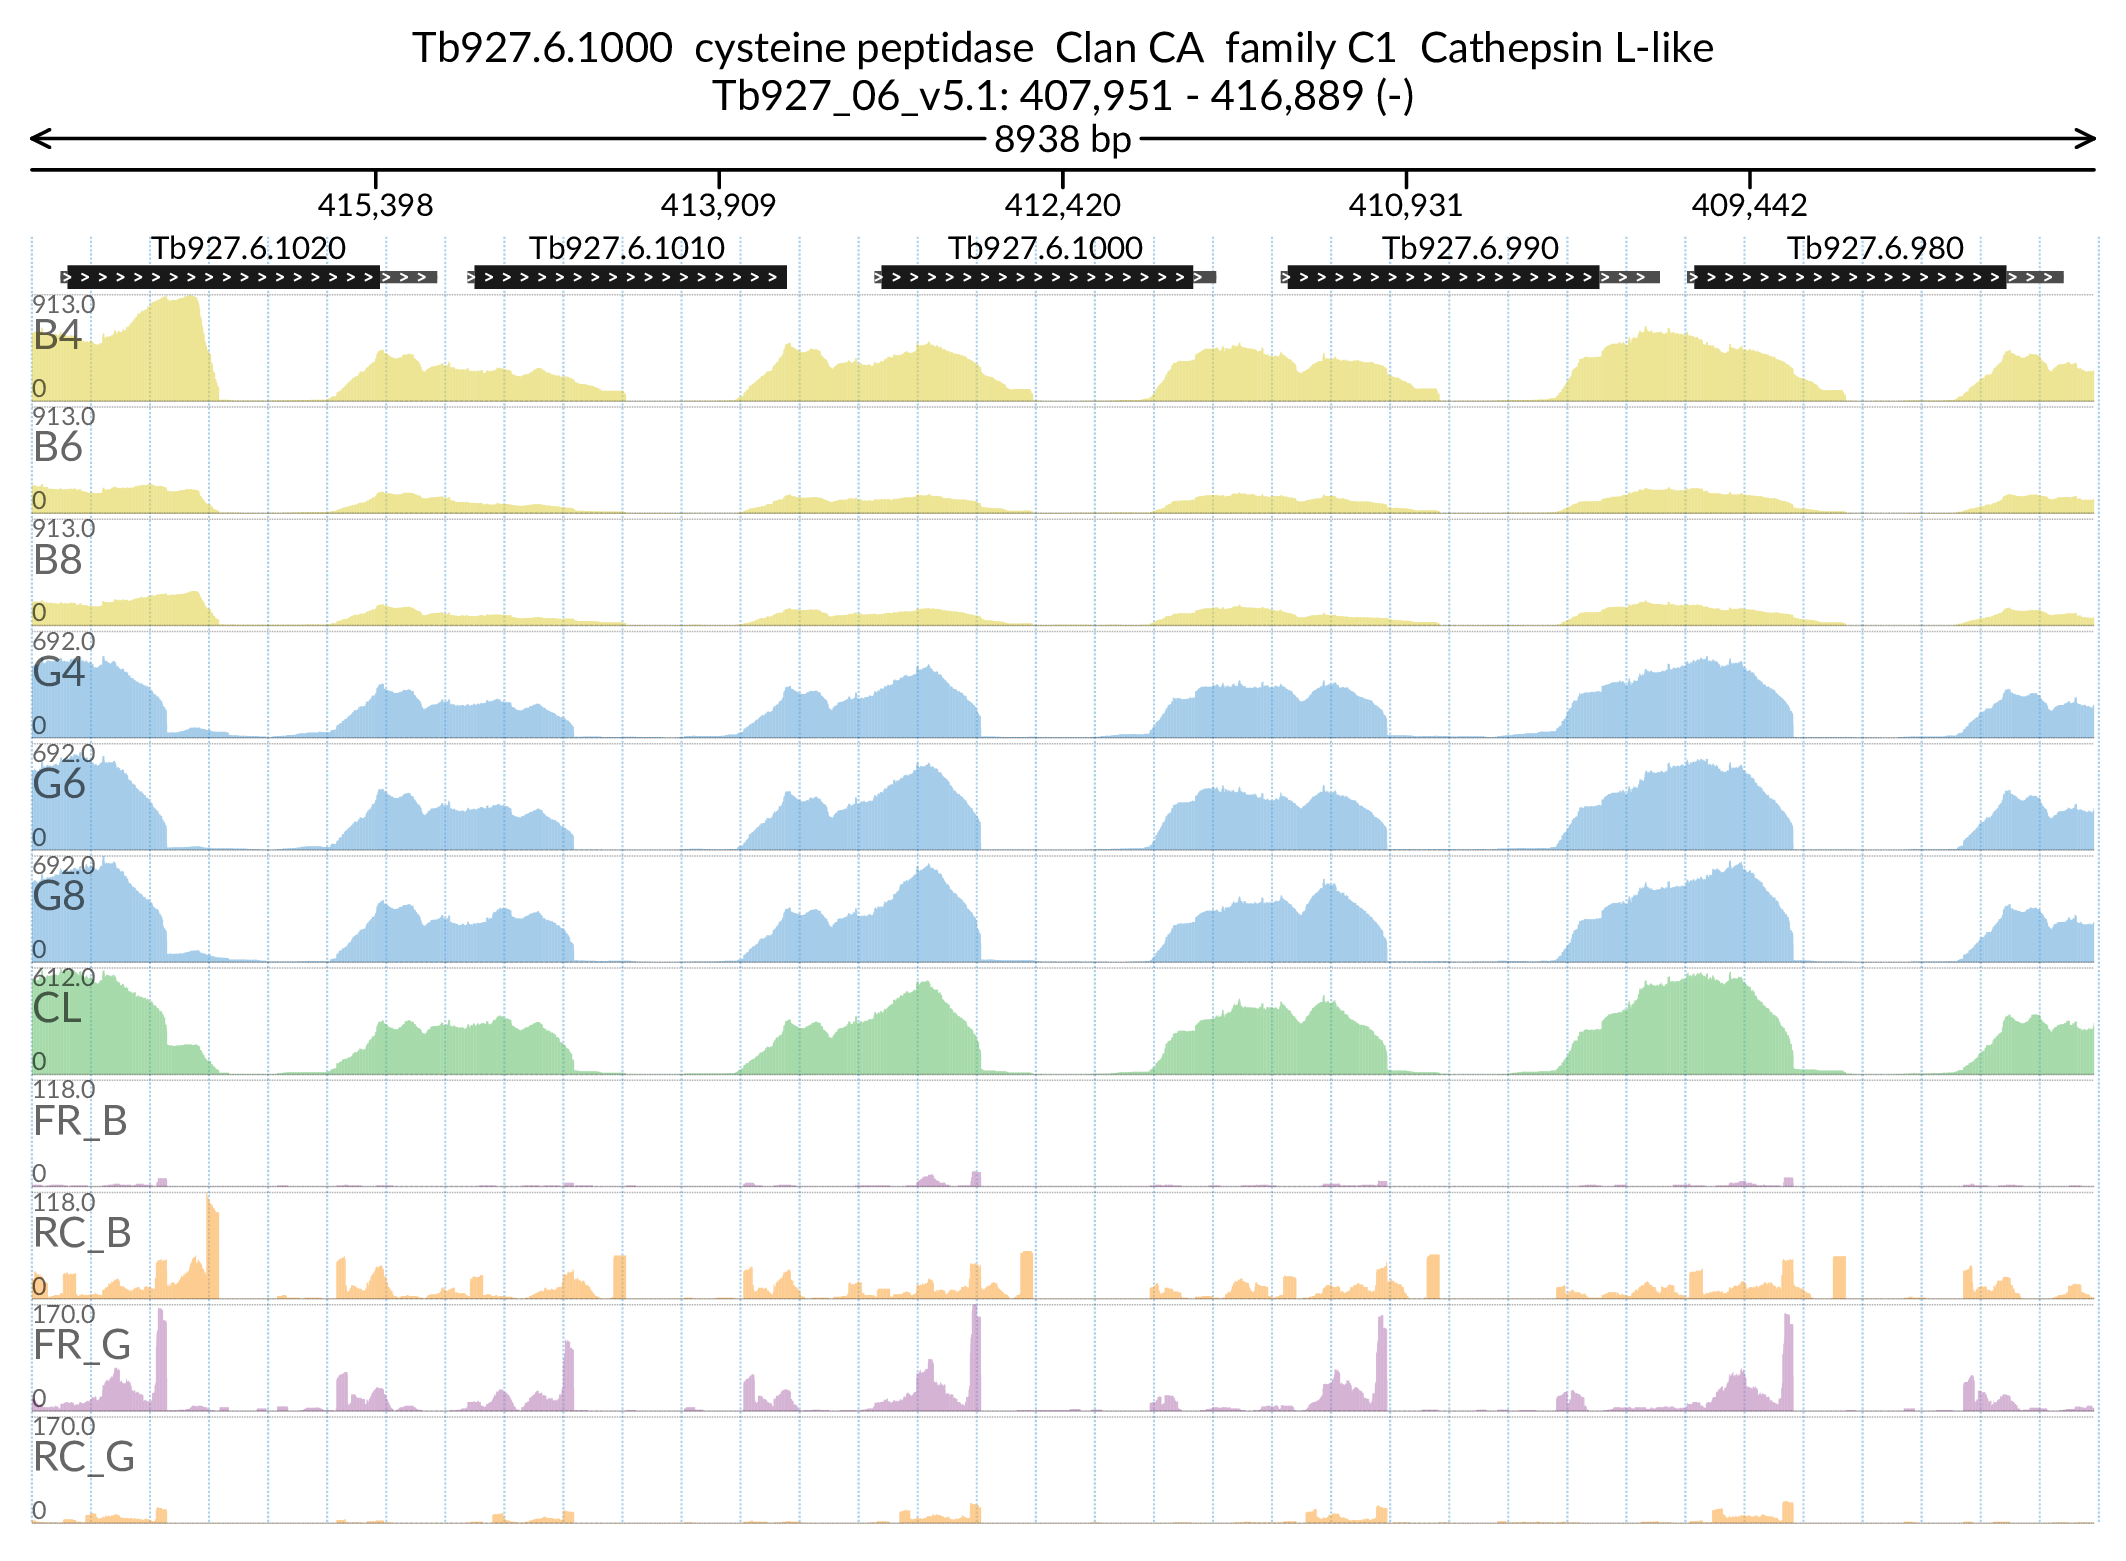 Tb927.6.1000 cysteine peptidase Clan CA family C1 Cathepsin L-like
Tb927_06_v5.1: 407,951 - 416,889 (-)
8938 bp
415,398 413,909 412,420 410,931 409,442
Tb927.6.1020 Tb927.6.1010 Tb927.6.1000 Tb927.6.990 Tb927.6.980
913.0
B4
0
913.0
B6
0
913.0
B8
0
692.0
G4
0
692.0
G6
0
692.0
G8
0
612.0
CL
0
118.0
FR_B
0
118.0
RC_B
0
170.0
FR_G
0
170.0
RC_G
0